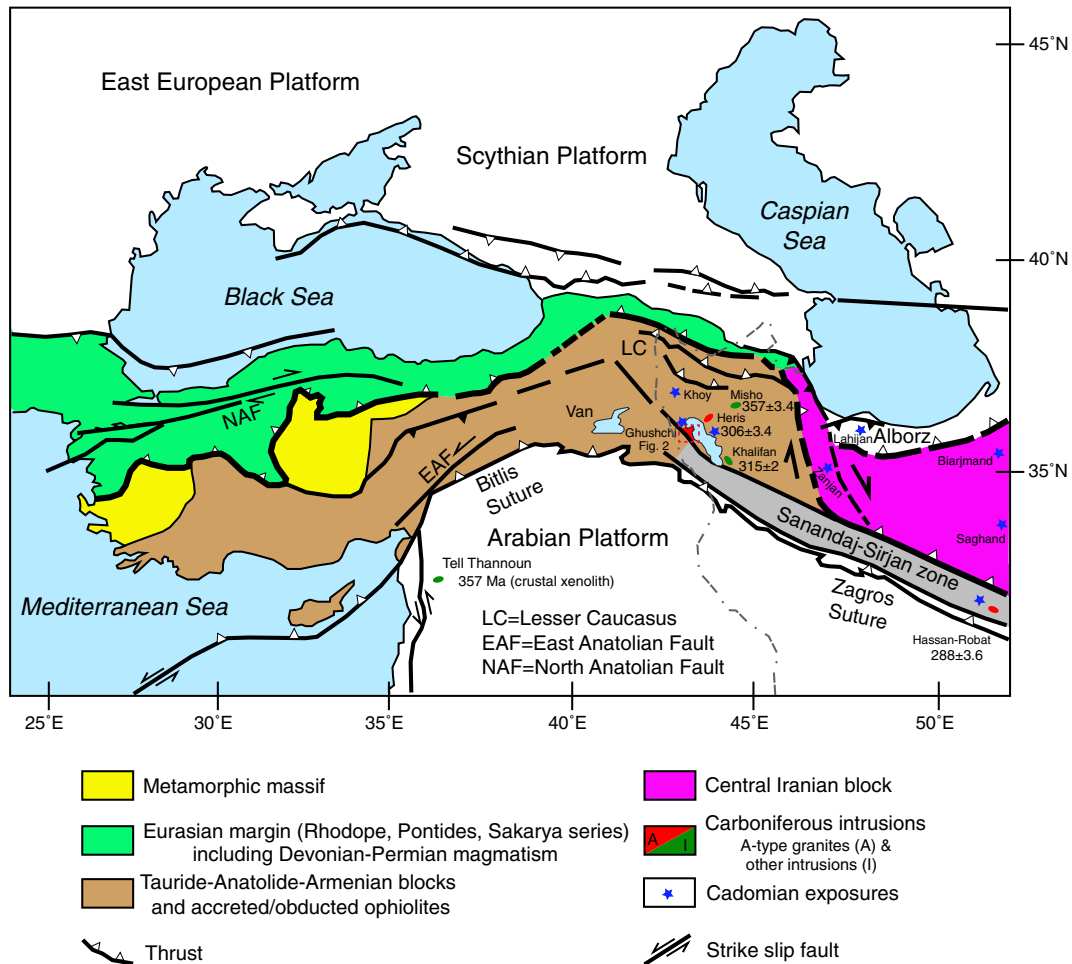 East European Platform
Scythian Platform
Caspian
Sea
Black Sea
45˚N
40˚N
35˚N
LC
NAF
EAF
Van
Khoy
Misho
357±3.4
Heris
306±3.4
Ghushchi
Fig. 2
Khalifan
315±2
Lahijan
Alborz
Biarjmand
Zanjan
Saghand
Bitlis
Suture
Arabian Platform
Sanandaj-Sirjan zone
Zagros
Suture
Tell Thannoun
357 Ma (crustal xenolith)
Mediterranean Sea
LC=Lesser Caucasus
EAF=East Anatolian Fault
NAF=North Anatolian Fault
Hassan-Robat
288±3.6
25˚E
30˚E
35˚E
40˚E
45˚E
50˚E
Metamorphic massif
Eurasian margin (Rhodope, Pontides, Sakarya series)
including Devonian-Permian magmatism
Tauride-Anatolide-Armenian blocks
and accreted/obducted ophiolites
Thrust
Central Iranian block
A
I
Carboniferous intrusions
A-type granites (A) &
other intrusions (I)
Cadomian exposures
Strike slip fault